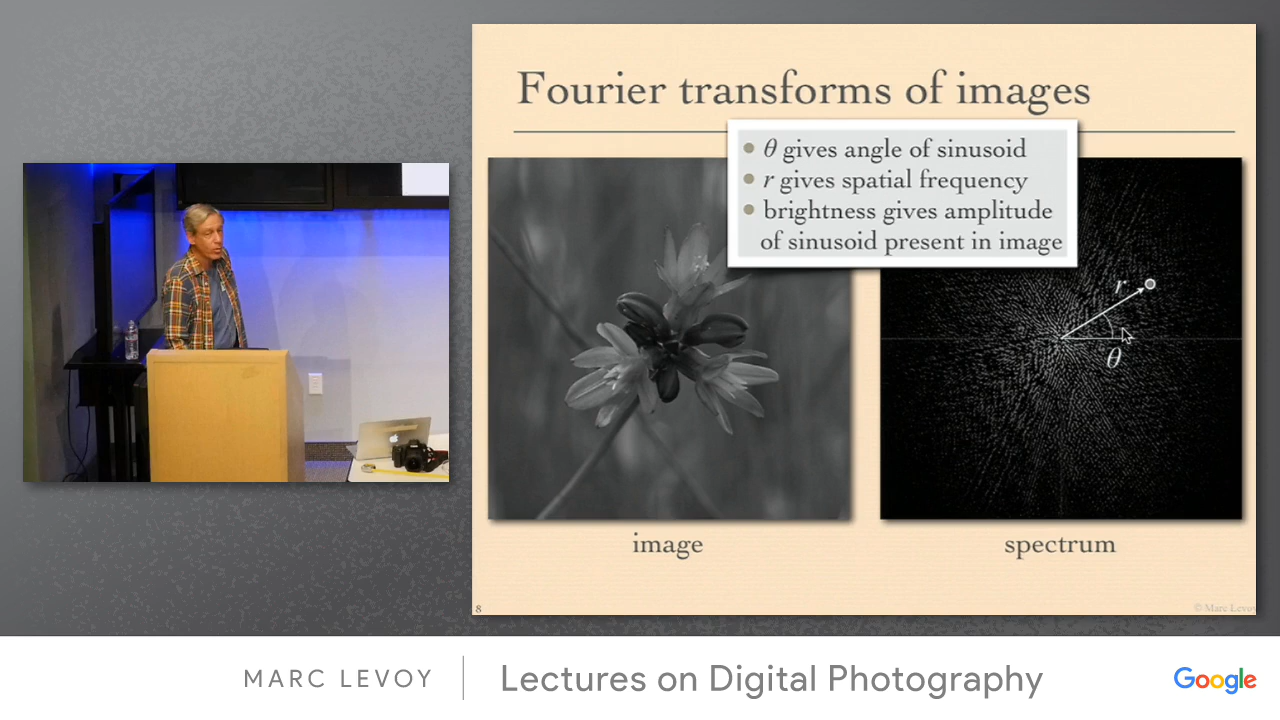 Fourier transforms of images
θ gives angle of sinusoid
r gives spatial frequency
brightness gives amplitude
of sinusoid present in image
r
θ
image
spectrum
8
© Marc Levoy
MARC LEVOY
Lectures on Digital Photography
Google